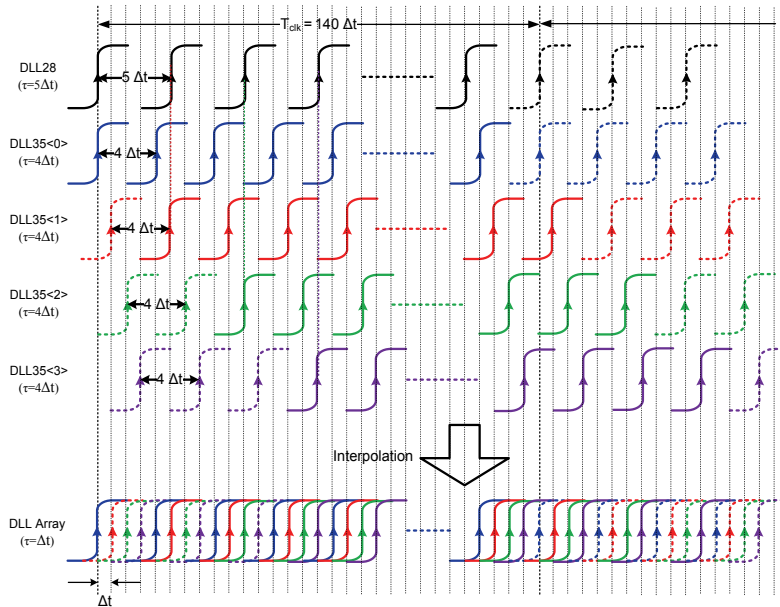 T_clk = 140 Δt
DLL28
(τ=5Δt)
5 Δt
DLL35<0>
(τ=4Δt)
4 Δt
DLL35<1>
(τ=4Δt)
4 Δt
DLL35<2>
(τ=4Δt)
4 Δt
DLL35<3>
(τ=4Δt)
4 Δt
Interpolation
DLL Array
(τ=Δt)
Δt